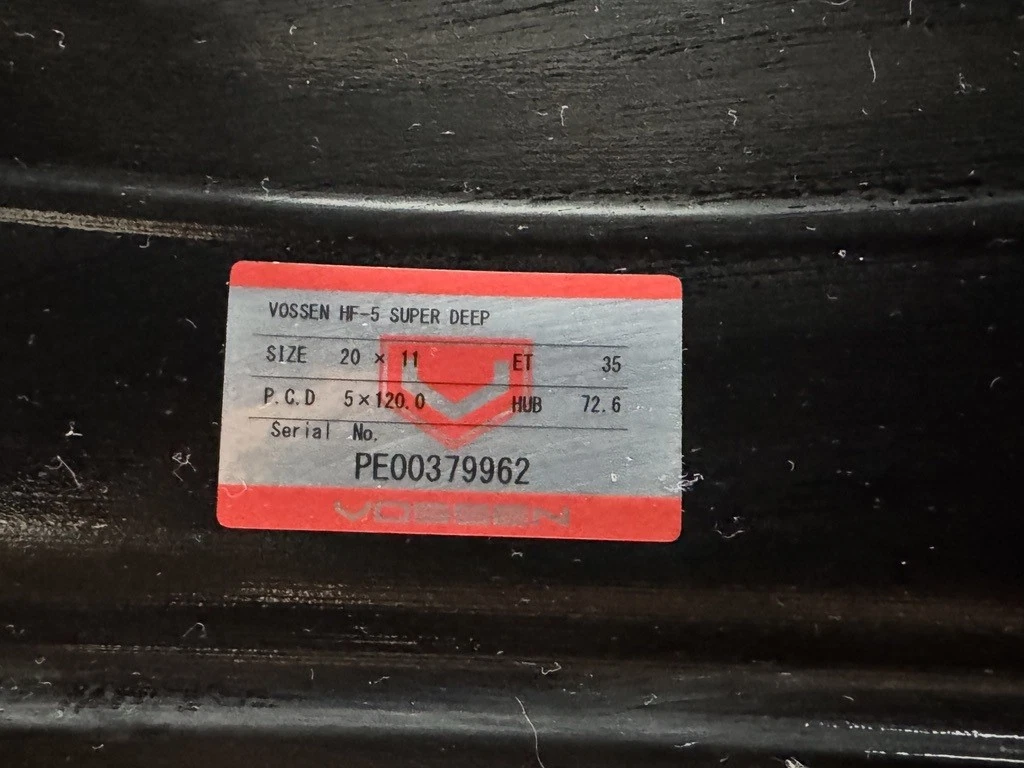 VOSSEN HF-5 SUPER DEEP
SIZE 20 × 11 ET 35
P.C.D 5×120.0 HUB 72.6
Serial No.
PE00379962
VOSSEN